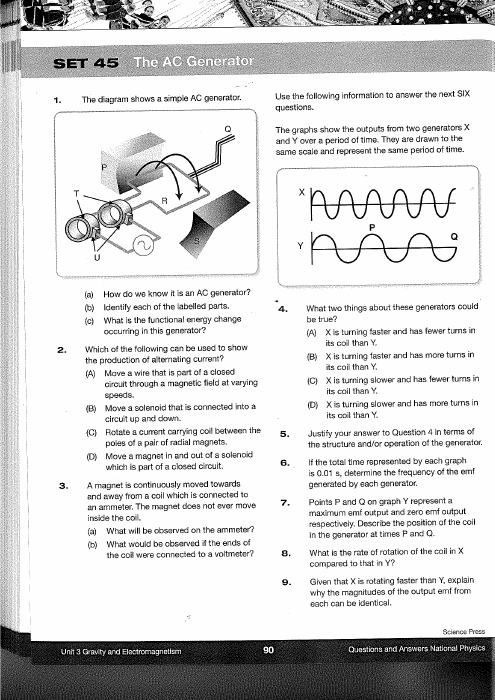 SET 45 The AC Generator
1. The diagram shows a simple AC generator.
P
Q
T
R
S
U
(a) How do we know it is an AC generator?
(b) Identify each of the labelled parts.
(c) What is the functional energy change
occurring in this generator?
2. Which of the following can be used to show
the production of alternating current?
(A) Move a wire that is part of a closed
circuit through a magnetic field at varying
speeds.
(B) Move a solenoid that is connected into a
circuit up and down.
(C) Rotate a current carrying coil between the
poles of a pair of radial magnets.
(D) Move a magnet in and out of a solenoid
which is part of a closed circuit.
3. A magnet is continuously moved towards
and away from a coil which is connected to
an ammeter. The magnet does not ever move
inside the coil.
(a) What will be observed on the ammeter?
(b) What would be observed if the ends of
the coil were connected to a voltmeter?
Use the following information to answer the next SIX
questions.
The graphs show the outputs from two generators X
and Y over a period of time. They are drawn to the
same scale and represent the same period of time.
X
P
Y
Q
4. What two things about these generators could
be true?
(A) X is turning faster and has fewer turns in
its coil than Y.
(B) X is turning faster and has more turns in
its coil than Y.
(C) X is turning slower and has fewer turns in
its coil than Y.
(D) X is turning slower and has more turns in
its coil than Y.
5. Justify your answer to Question 4 in terms of
the structure and/or operation of the generator.
6. If the total time represented by each graph
is 0.01 s, determine the frequency of the emf
generated by each generator.
7. Points P and Q on graph Y represent a
maximum emf output and zero emf output
respectively. Describe the position of the coil
in the generator at times P and Q.
8. What is the rate of rotation of the coil in X
compared to that in Y?
9. Given that X is rotating faster than Y, explain
why the magnitudes of the output emf from
each can be identical.
Science Press
Unit 3 Gravity and Electromagnetism
90
Questions and Answers National Physics